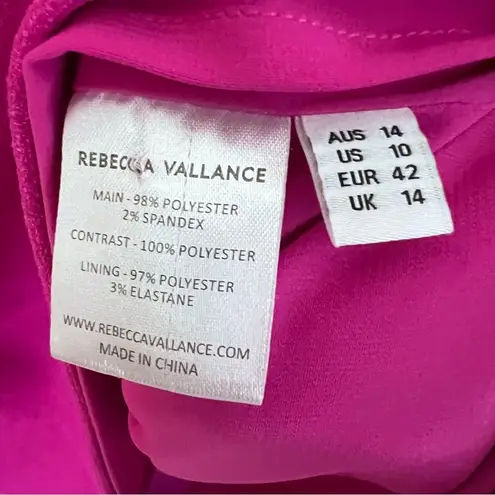 REBECCA VALLANCE
MAIN - 98% POLYESTER
2% SPANDEX
CONTRAST - 100% POLYESTER
LINING - 97% POLYESTER
3% ELASTANE
WWW.REBECCAVALLANCE.COM
MADE IN CHINA
AUS 14
US 10
EUR 42
UK 14